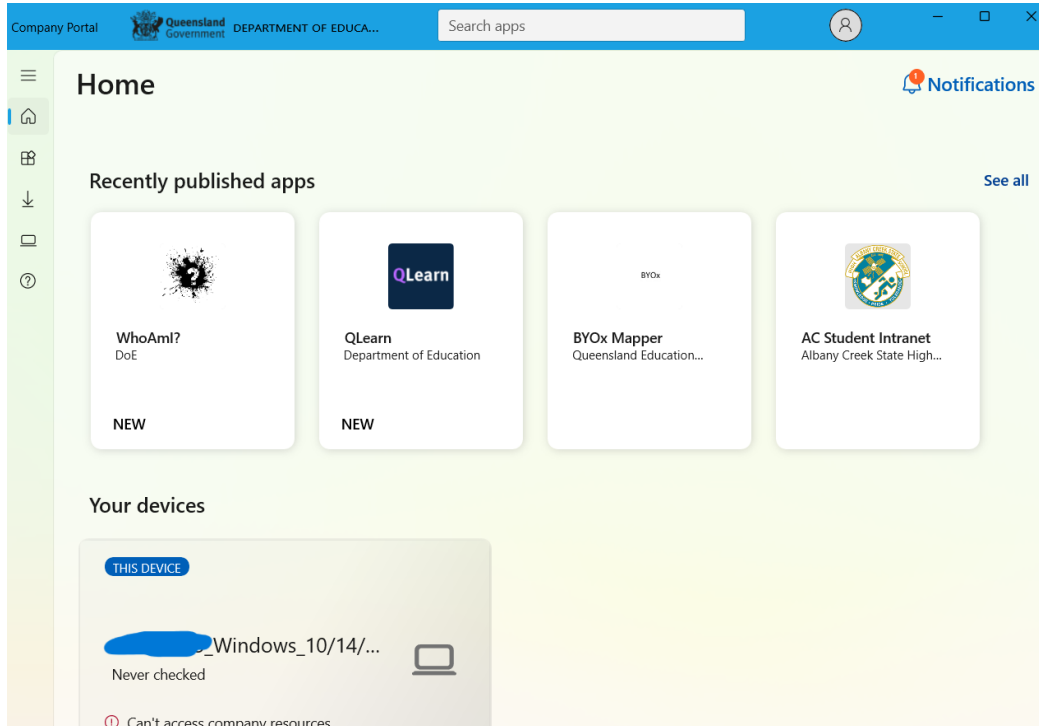 Company Portal
Queensland
Government
DEPARTMENT OF EDUCA...
Search apps
Home
1
Notifications
Recently published apps
See all
?
QLearn
BYOx
WhoAmI?
DoE
QLearn
Department of Education
BYOx Mapper
Queensland Education...
AC Student Intranet
Albany Creek State High...
NEW
NEW
Your devices
THIS DEVICE
_Windows_10/14/...
Never checked
Can't access company resources